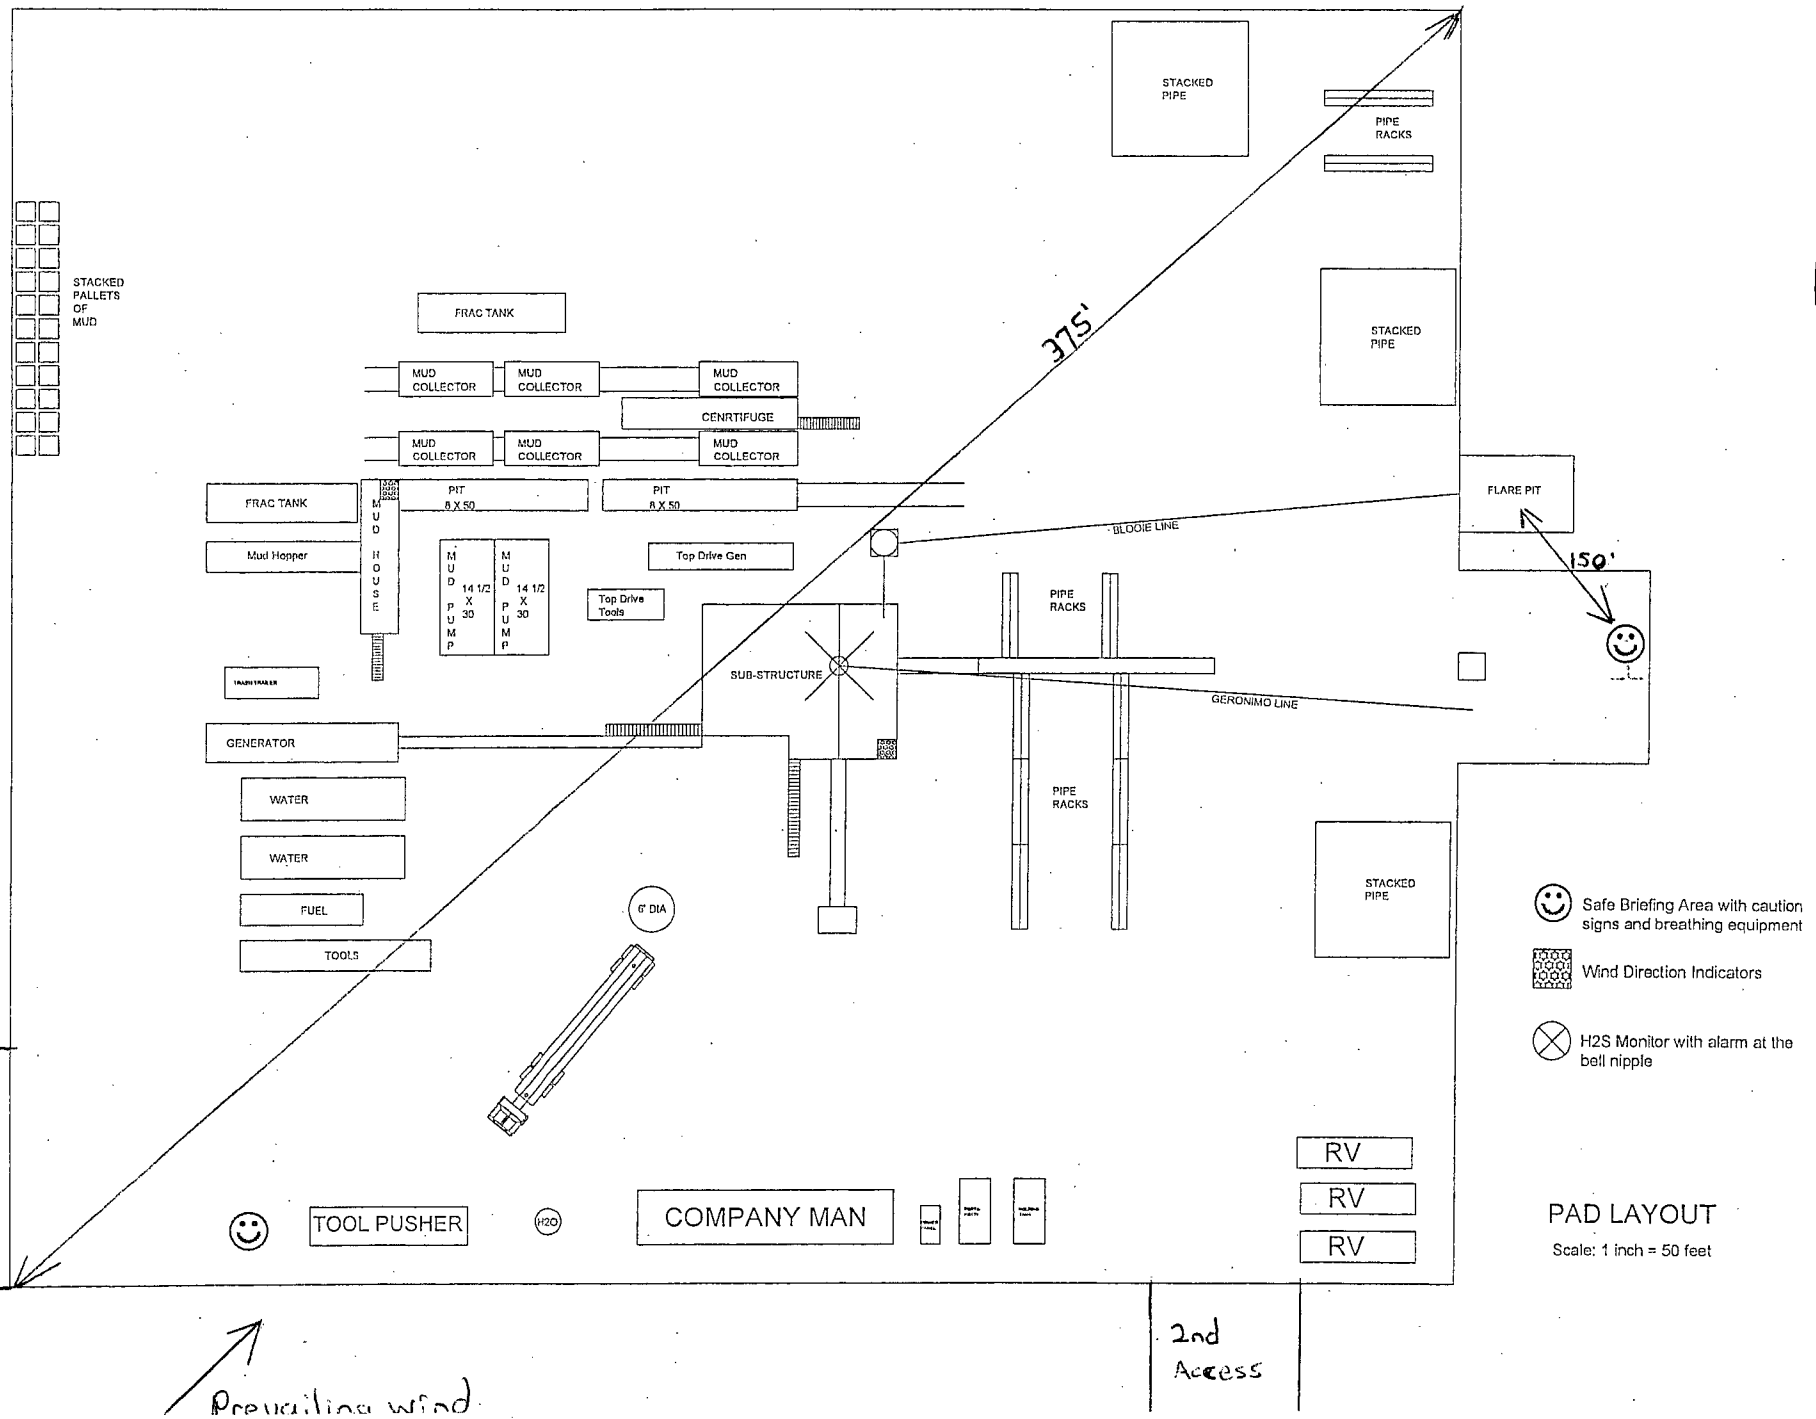 STACKED
PIPE
PIPE
RACKS
STACKED
PALLETS
OF
MUD
FRAC TANK
375'
STACKED
PIPE
MUD
COLLECTOR
MUD
COLLECTOR
MUD
COLLECTOR
CENRTIFUGE
MUD
COLLECTOR
MUD
COLLECTOR
MUD
COLLECTOR
FRAC TANK
MUD HOUSE
PIT
8 X 50
PIT
8 X 50
FLARE PIT
BLOOIE LINE
Mud Hopper
MUD PUMP
14 1/2
X
30
MUD PUMP
14 1/2
X
30
Top Drive Gen
150'
Top Drive
Tools
PIPE
RACKS
SUB-STRUCTURE
TRASH TRAILER
GERONIMO LINE
GENERATOR
WATER
PIPE
RACKS
WATER
STACKED
PIPE
FUEL
6' DIA
TOOLS
Safe Briefing Area with caution
signs and breathing equipment
Wind Direction Indicators
H2S Monitor with alarm at the
bell nipple
RV
RV
RV
TOOL PUSHER
H2O
COMPANY MAN
PAD LAYOUT
Scale: 1 inch = 50 feet
2nd
Access
Prevailing wind